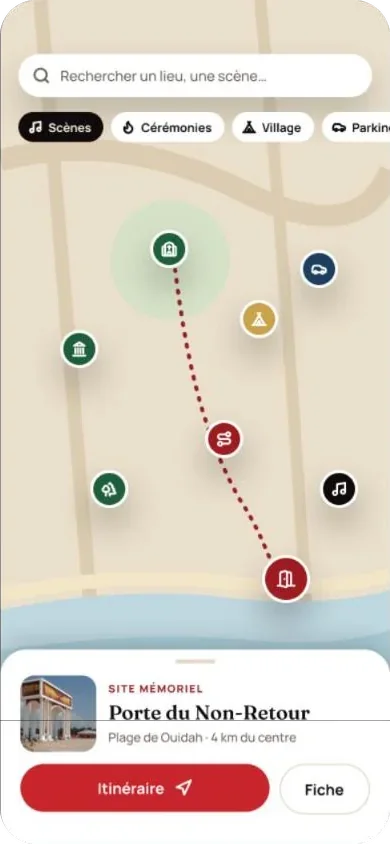 Rechercher un lieu, une scène...
Scènes Cérémonies Village Parkin
SITE MÉMORIEL
Porte du Non-Retour
Plage de Ouidah · 4 km du centre
Itinéraire Fiche